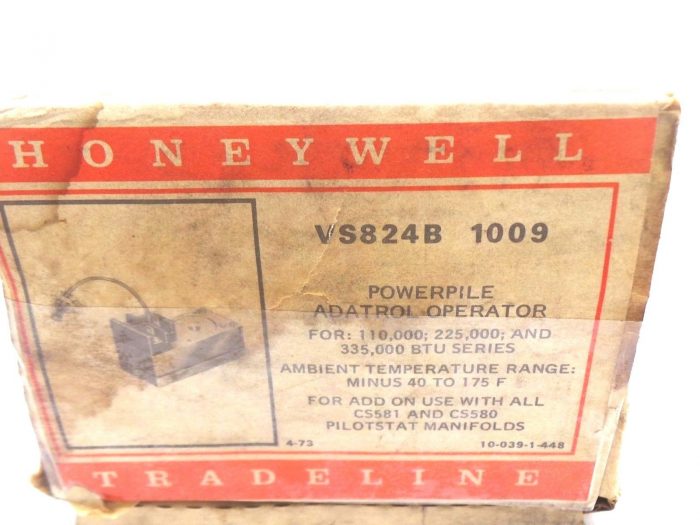 HONEYWELL
VS824B 1009
POWERPILE
ADATROL OPERATOR
FOR: 110,000; 225,000; AND
335,000 BTU SERIES
AMBIENT TEMPERATURE RANGE:
MINUS 40 TO 175 F
FOR ADD ON USE WITH ALL
CS581 AND CS580
PILOTSTAT MANIFOLDS
4-73 10-039-1-448
TRADELINE